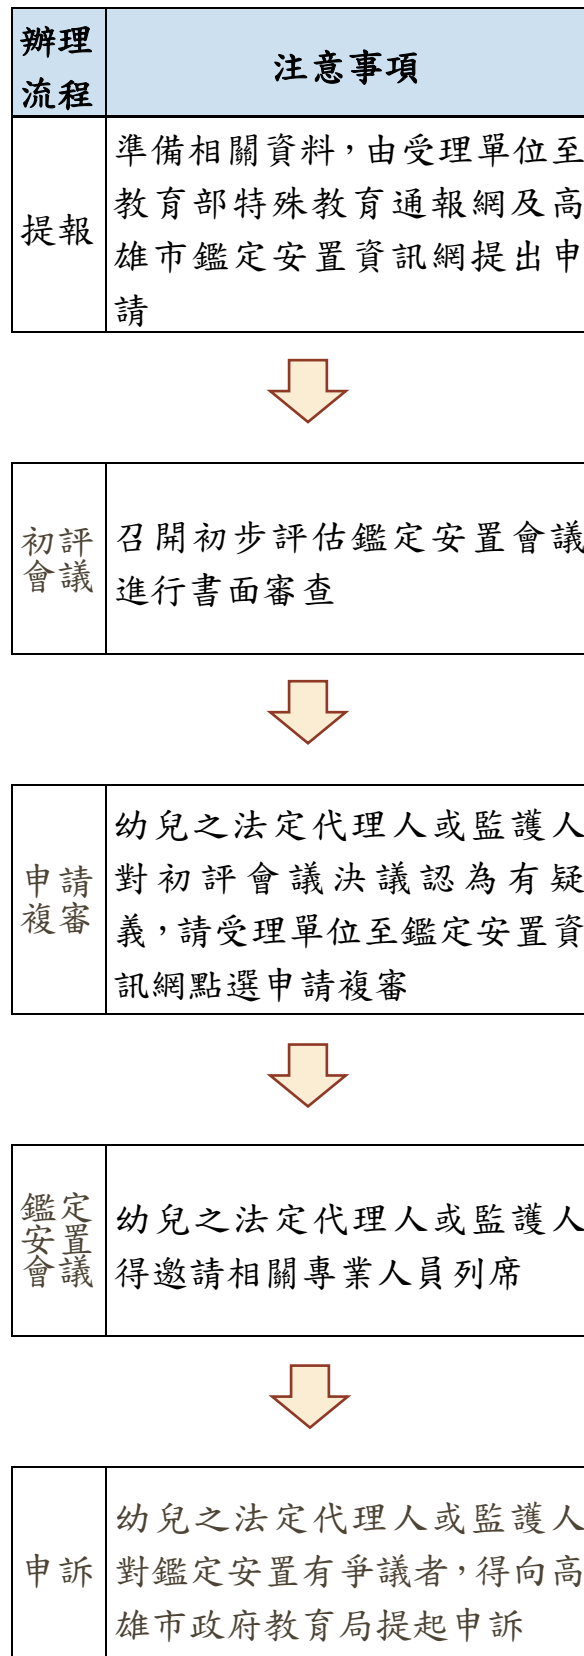 辦理
流程
注意事項
提報
準備相關資料，由受理單位至
教育部特殊教育通報網及高
雄市鑑定安置資訊網提出申
請
初評
會議
召開初步評估鑑定安置會議
進行書面審查
申請
複審
幼兒之法定代理人或監護人
對初評會議決議認為有疑
義，請受理單位至鑑定安置資
訊網點選申請複審
鑑定
安置
會議
幼兒之法定代理人或監護人
得邀請相關專業人員列席
申訴
幼兒之法定代理人或監護人
對鑑定安置有爭議者，得向高
雄市政府教育局提起申訴